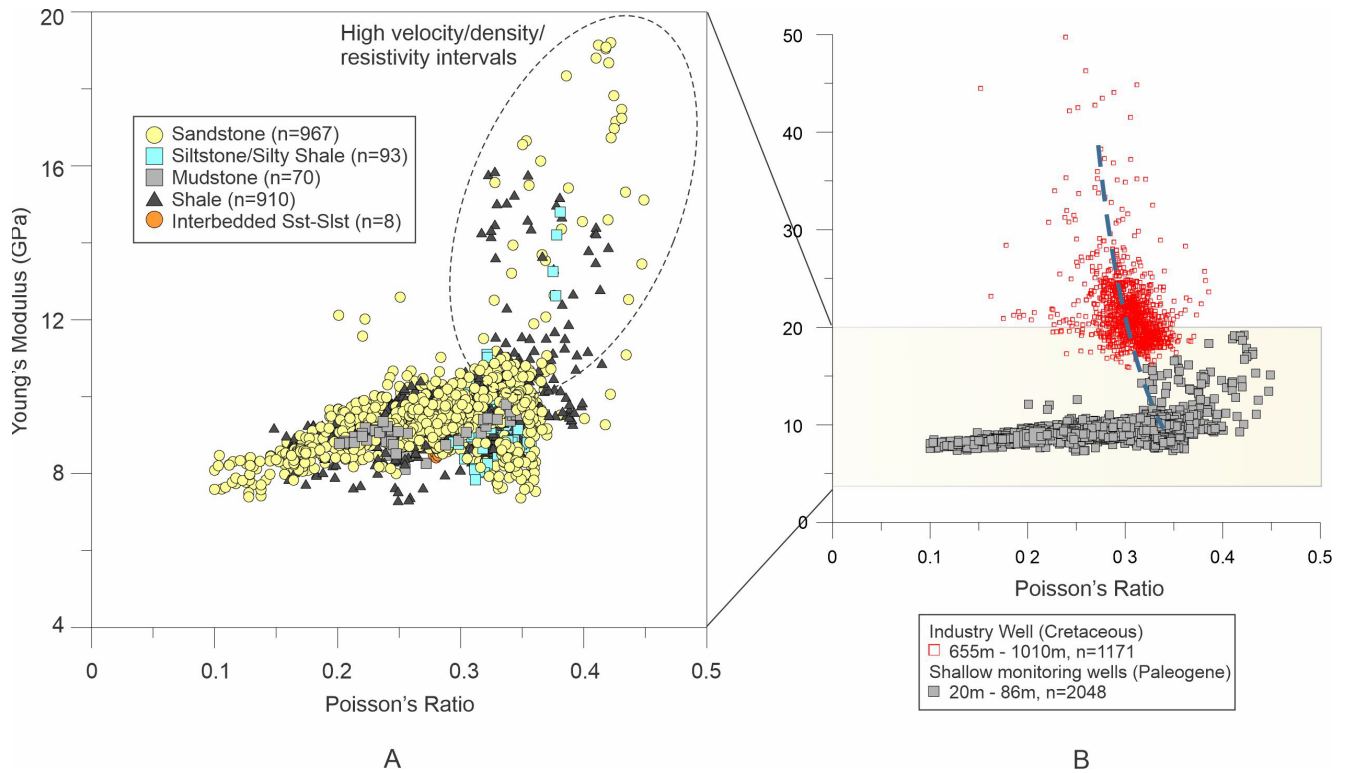 20
16
12
8
4
Young's Modulus (GPa)
High velocity/density/
resistivity intervals
Sandstone (n=967)
Siltstone/Silty Shale (n=93)
Mudstone (n=70)
Shale (n=910)
Interbedded Sst-Slst (n=8)
0 0.1 0.2 0.3 0.4 0.5
Poisson's Ratio
A
50
40
30
20
10
0
0 0.1 0 2 0 3 0.4 0.5
Poisson's Ratio
Industry Well (Cretaceous)
655m - 1010m, n=1171
Shallow monitoring wells (Paleogene)
20m - 86m, n=2048
B